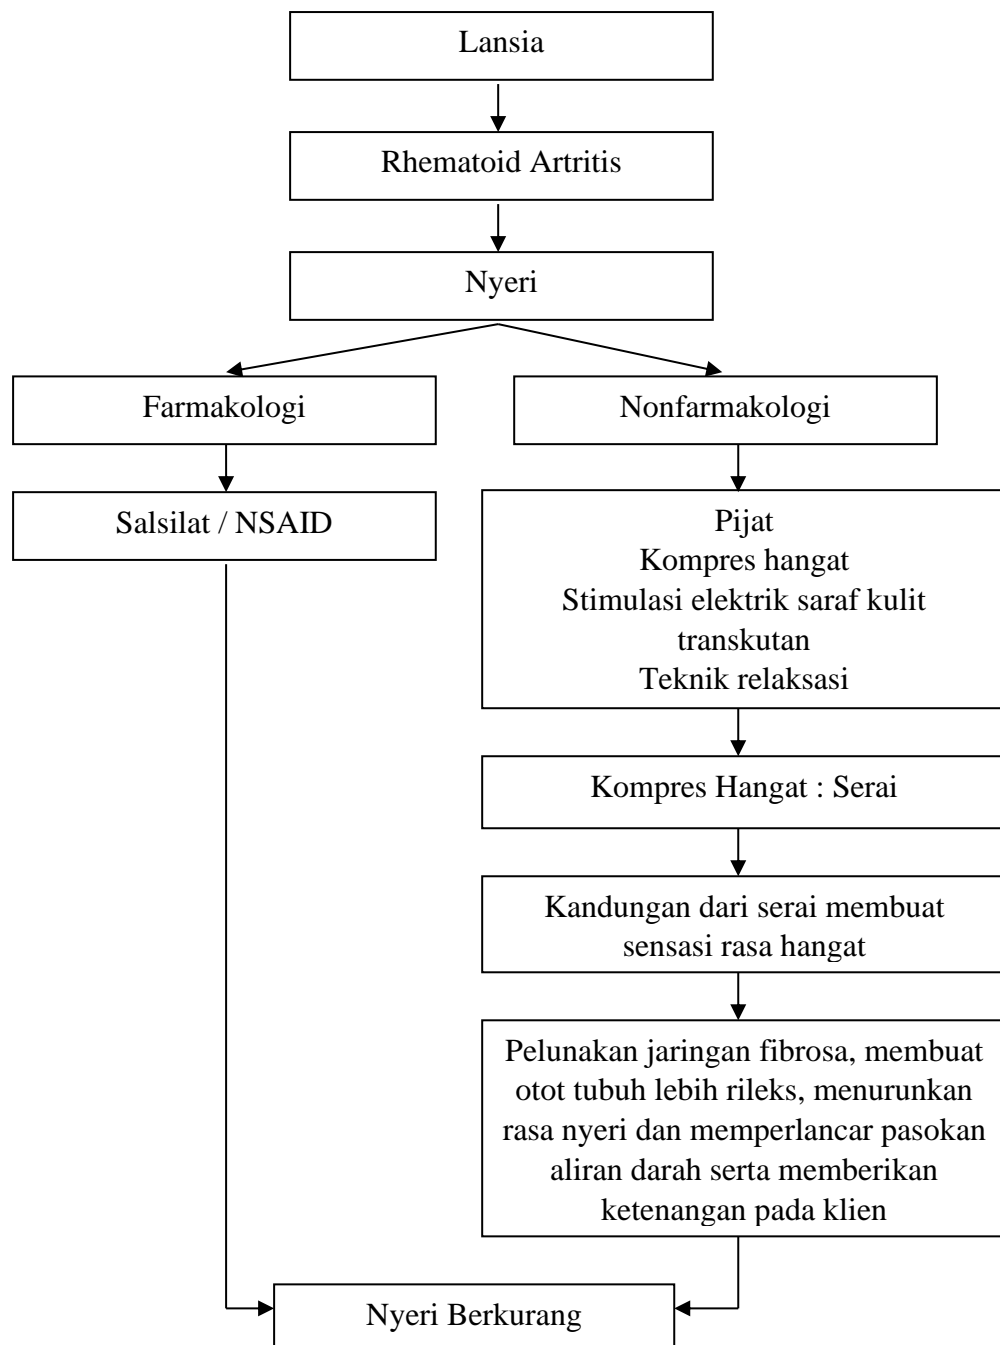 Lansia
Rhematoid Artritis
Nyeri
Farmakologi
Nonfarmakologi
Salsilat / NSAID
Pijat
Kompres hangat
Stimulasi elektrik saraf kulit
transkutan
Teknik relaksasi
Kompres Hangat : Serai
Kandungan dari serai membuat
sensasi rasa hangat
Pelunakan jaringan fibrosa, membuat
otot tubuh lebih rileks, menurunkan
rasa nyeri dan memperlancar pasokan
aliran darah serta memberikan
ketenangan pada klien
Nyeri Berkurang